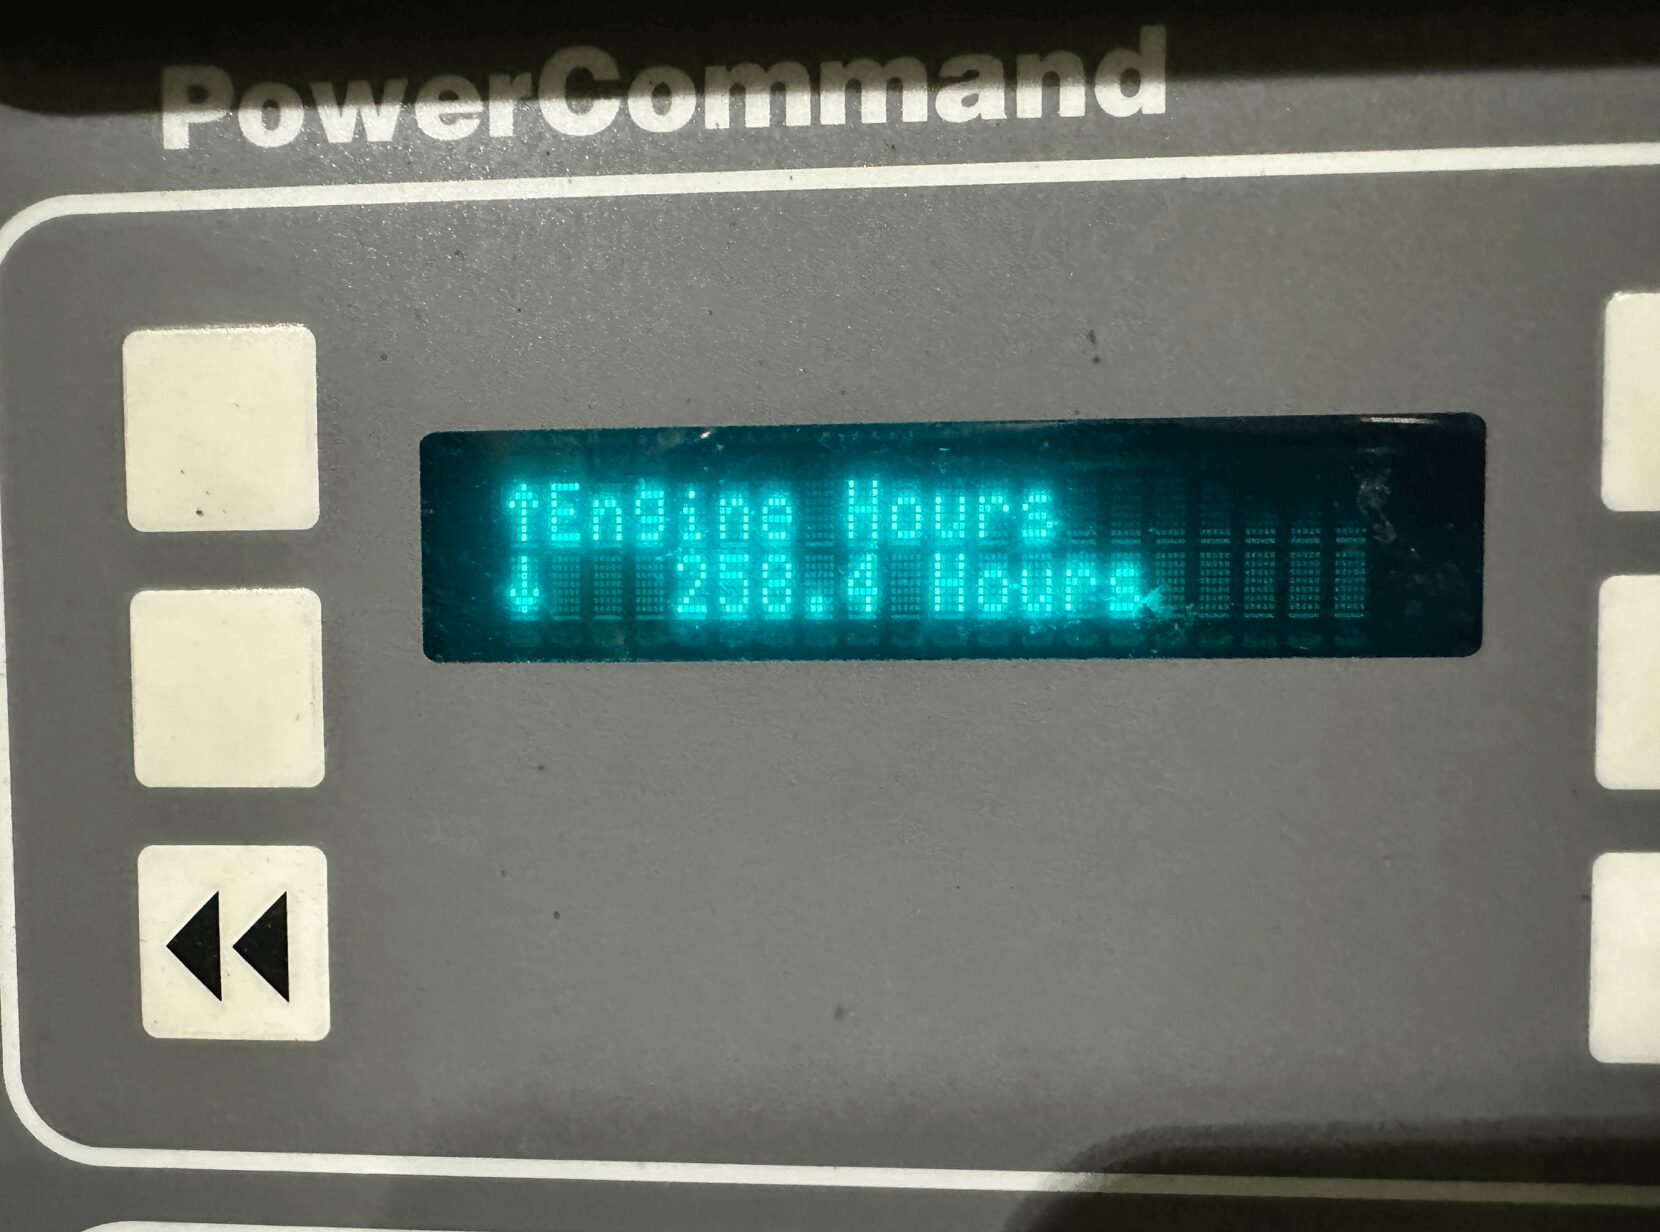 PowerCommand
↑Engine Hours
↓ 258.4 Hours